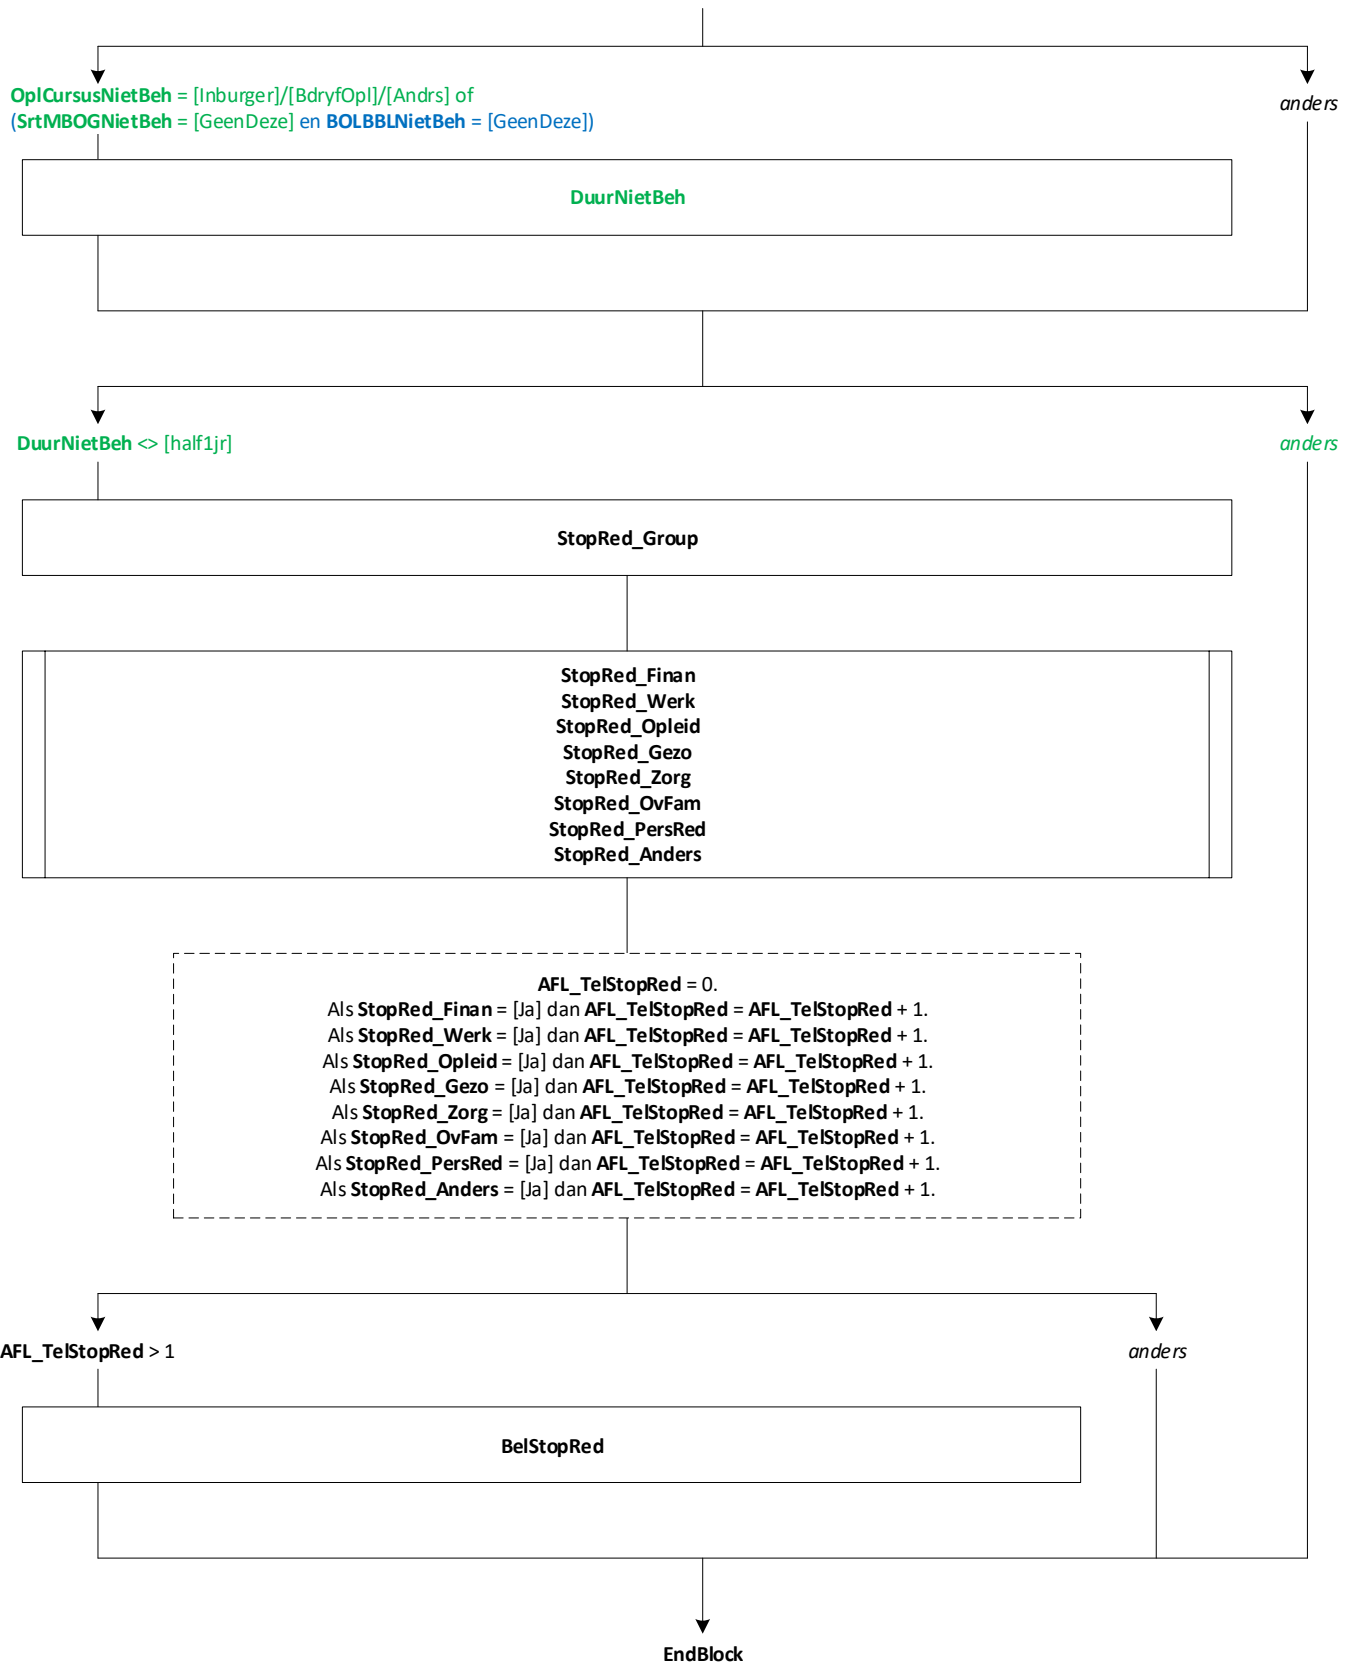 OplCursusNietBeh = [Inburger]/[BdryfOpl]/[Andrs] of
(SrtMBOGNietBeh = [GeenDeze] en BOLBBLNietBeh = [GeenDeze])
anders
DuurNietBeh
DuurNietBeh <> [half1jr]
anders
StopRed_Group
StopRed_Finan
StopRed_Werk
StopRed_Opleid
StopRed_Gezo
StopRed_Zorg
StopRed_OvFam
StopRed_PersRed
StopRed_Anders
AFL_TelStopRed = 0.
Als StopRed_Finan = [Ja] dan AFL_TelStopRed = AFL_TelStopRed + 1.
Als StopRed_Werk = [Ja] dan AFL_TelStopRed = AFL_TelStopRed + 1.
Als StopRed_Opleid = [Ja] dan AFL_TelStopRed = AFL_TelStopRed + 1.
Als StopRed_Gezo = [Ja] dan AFL_TelStopRed = AFL_TelStopRed + 1.
Als StopRed_Zorg = [Ja] dan AFL_TelStopRed = AFL_TelStopRed + 1.
Als StopRed_OvFam = [Ja] dan AFL_TelStopRed = AFL_TelStopRed + 1.
Als StopRed_PersRed = [Ja] dan AFL_TelStopRed = AFL_TelStopRed + 1.
Als StopRed_Anders = [Ja] dan AFL_TelStopRed = AFL_TelStopRed + 1.
AFL_TelStopRed > 1
anders
BelStopRed
EndBlock